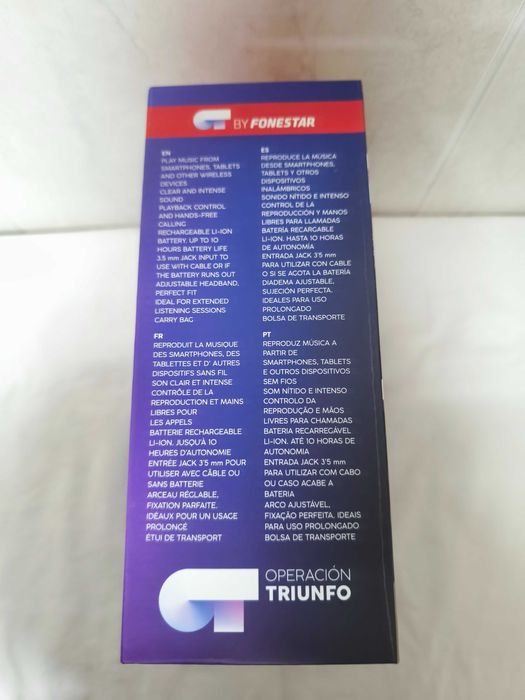 OT BY FONESTAR
EN
PLAY MUSIC FROM
SMARTPHONES, TABLETS
AND OTHER WIRELESS
DEVICES
CLEAR AND INTENSE
SOUND
PLAYBACK CONTROL
AND HANDS-FREE
CALLING
RECHARGEABLE LI-ION
BATTERY. UP TO 10
HOURS BATTERY LIFE
3.5 mm JACK INPUT TO
USE WITH CABLE OR IF
THE BATTERY RUNS OUT
ADJUSTABLE HEADBAND,
PERFECT FIT
IDEAL FOR EXTENDED
LISTENING SESSIONS
CARRY BAG
ES
REPRODUCE LA MÚSICA
DESDE SMARTPHONES,
TABLETS Y OTROS
DISPOSITIVOS
INALÁMBRICOS
SONIDO NÍTIDO E INTENSO
CONTROL DE LA
REPRODUCCIÓN Y MANOS
LIBRES PARA LLAMADAS
BATERÍA RECARGABLE
LI-ION. HASTA 10 HORAS
DE AUTONOMÍA
ENTRADA JACK 3'5 mm
PARA UTILIZAR CON CABLE
O SI SE AGOTA LA BATERÍA
DIADEMA AJUSTABLE,
SUJECIÓN PERFECTA.
IDEALES PARA USO
PROLONGADO
BOLSA DE TRANSPORTE
FR
REPRODUIT LA MUSIQUE
DES SMARTPHONES, DES
TABLETTES ET D' AUTRES
DISPOSITIFS SANS FIL
SON CLAIR ET INTENSE
CONTRÔLE DE LA
REPRODUCTION ET MAINS
LIBRES POUR
LES APPELS
BATTERIE RECHARGEABLE
LI-ION. JUSQU'À 10
HEURES D'AUTONOMIE
ENTRÉE JACK 3'5 mm POUR
UTILISER AVEC CÂBLE OU
SANS BATTERIE
ARCEAU RÉGLABLE,
FIXATION PARFAITE.
IDÉAUX POUR UN USAGE
PROLONGÉ
ÉTUI DE TRANSPORT
PT
REPRODUZ MÚSICA A
PARTIR DE
SMARTPHONES, TABLETS
E OUTROS DISPOSITIVOS
SEM FIOS
SOM NÍTIDO E INTENSO
CONTROLO DA
REPRODUÇÃO E MÃOS
LIVRES PARA CHAMADAS
BATERIA RECARREGÁVEL
LI-ION. ATÉ 10 HORAS DE
AUTONOMIA
ENTRADA JACK 3'5 mm
PARA UTILIZAR COM CABO
OU CASO ACABE A
BATERIA
ARCO AJUSTÁVEL,
FIXAÇÃO PERFEITA. IDEAIS
PARA USO PROLONGADO
BOLSA DE TRANSPORTE
OT OPERACIÓN
TRIUNFO